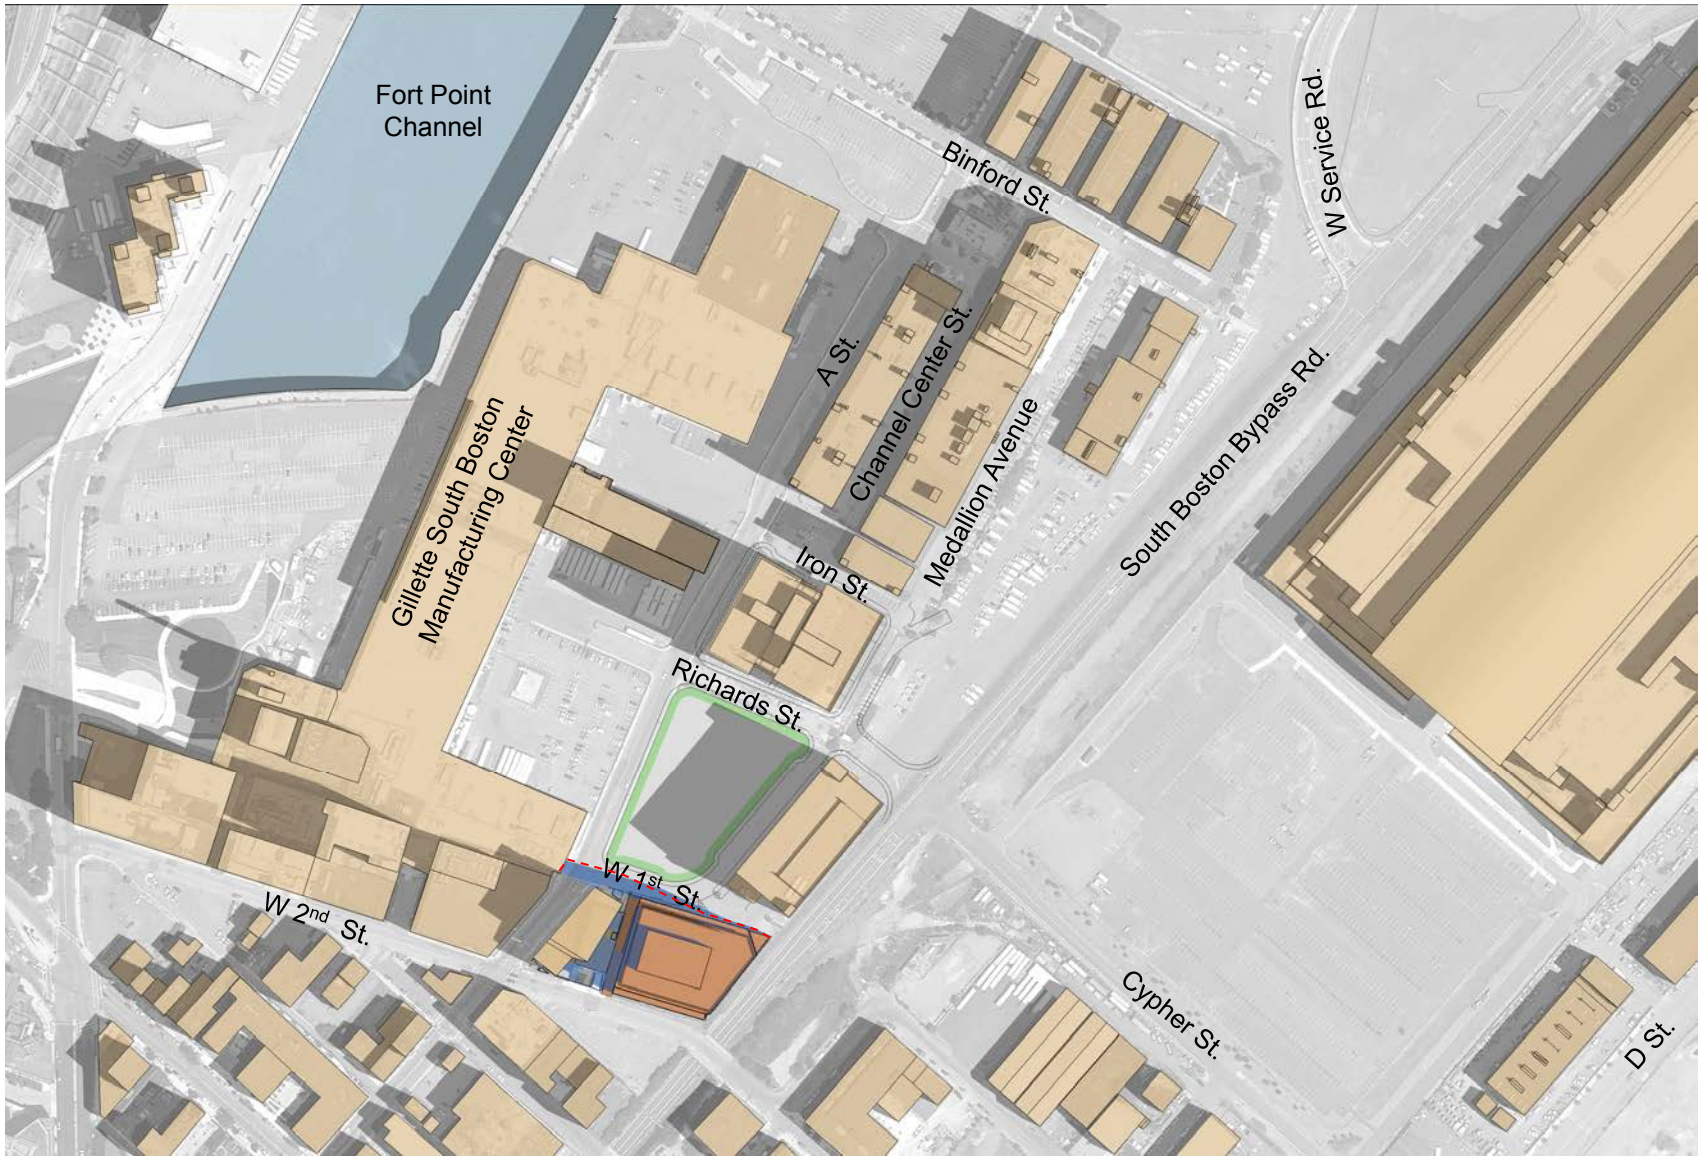 Fort Point
Channel
W Service Rd.
Binford St.
A St.
Channel Center St.
Medallion Avenue
South Boston Bypass Rd.
Gillette South Boston
Manufacturing Center
Iron St.
Richards St.
W 1st St.
W 2nd St.
Cypher St.
D St.